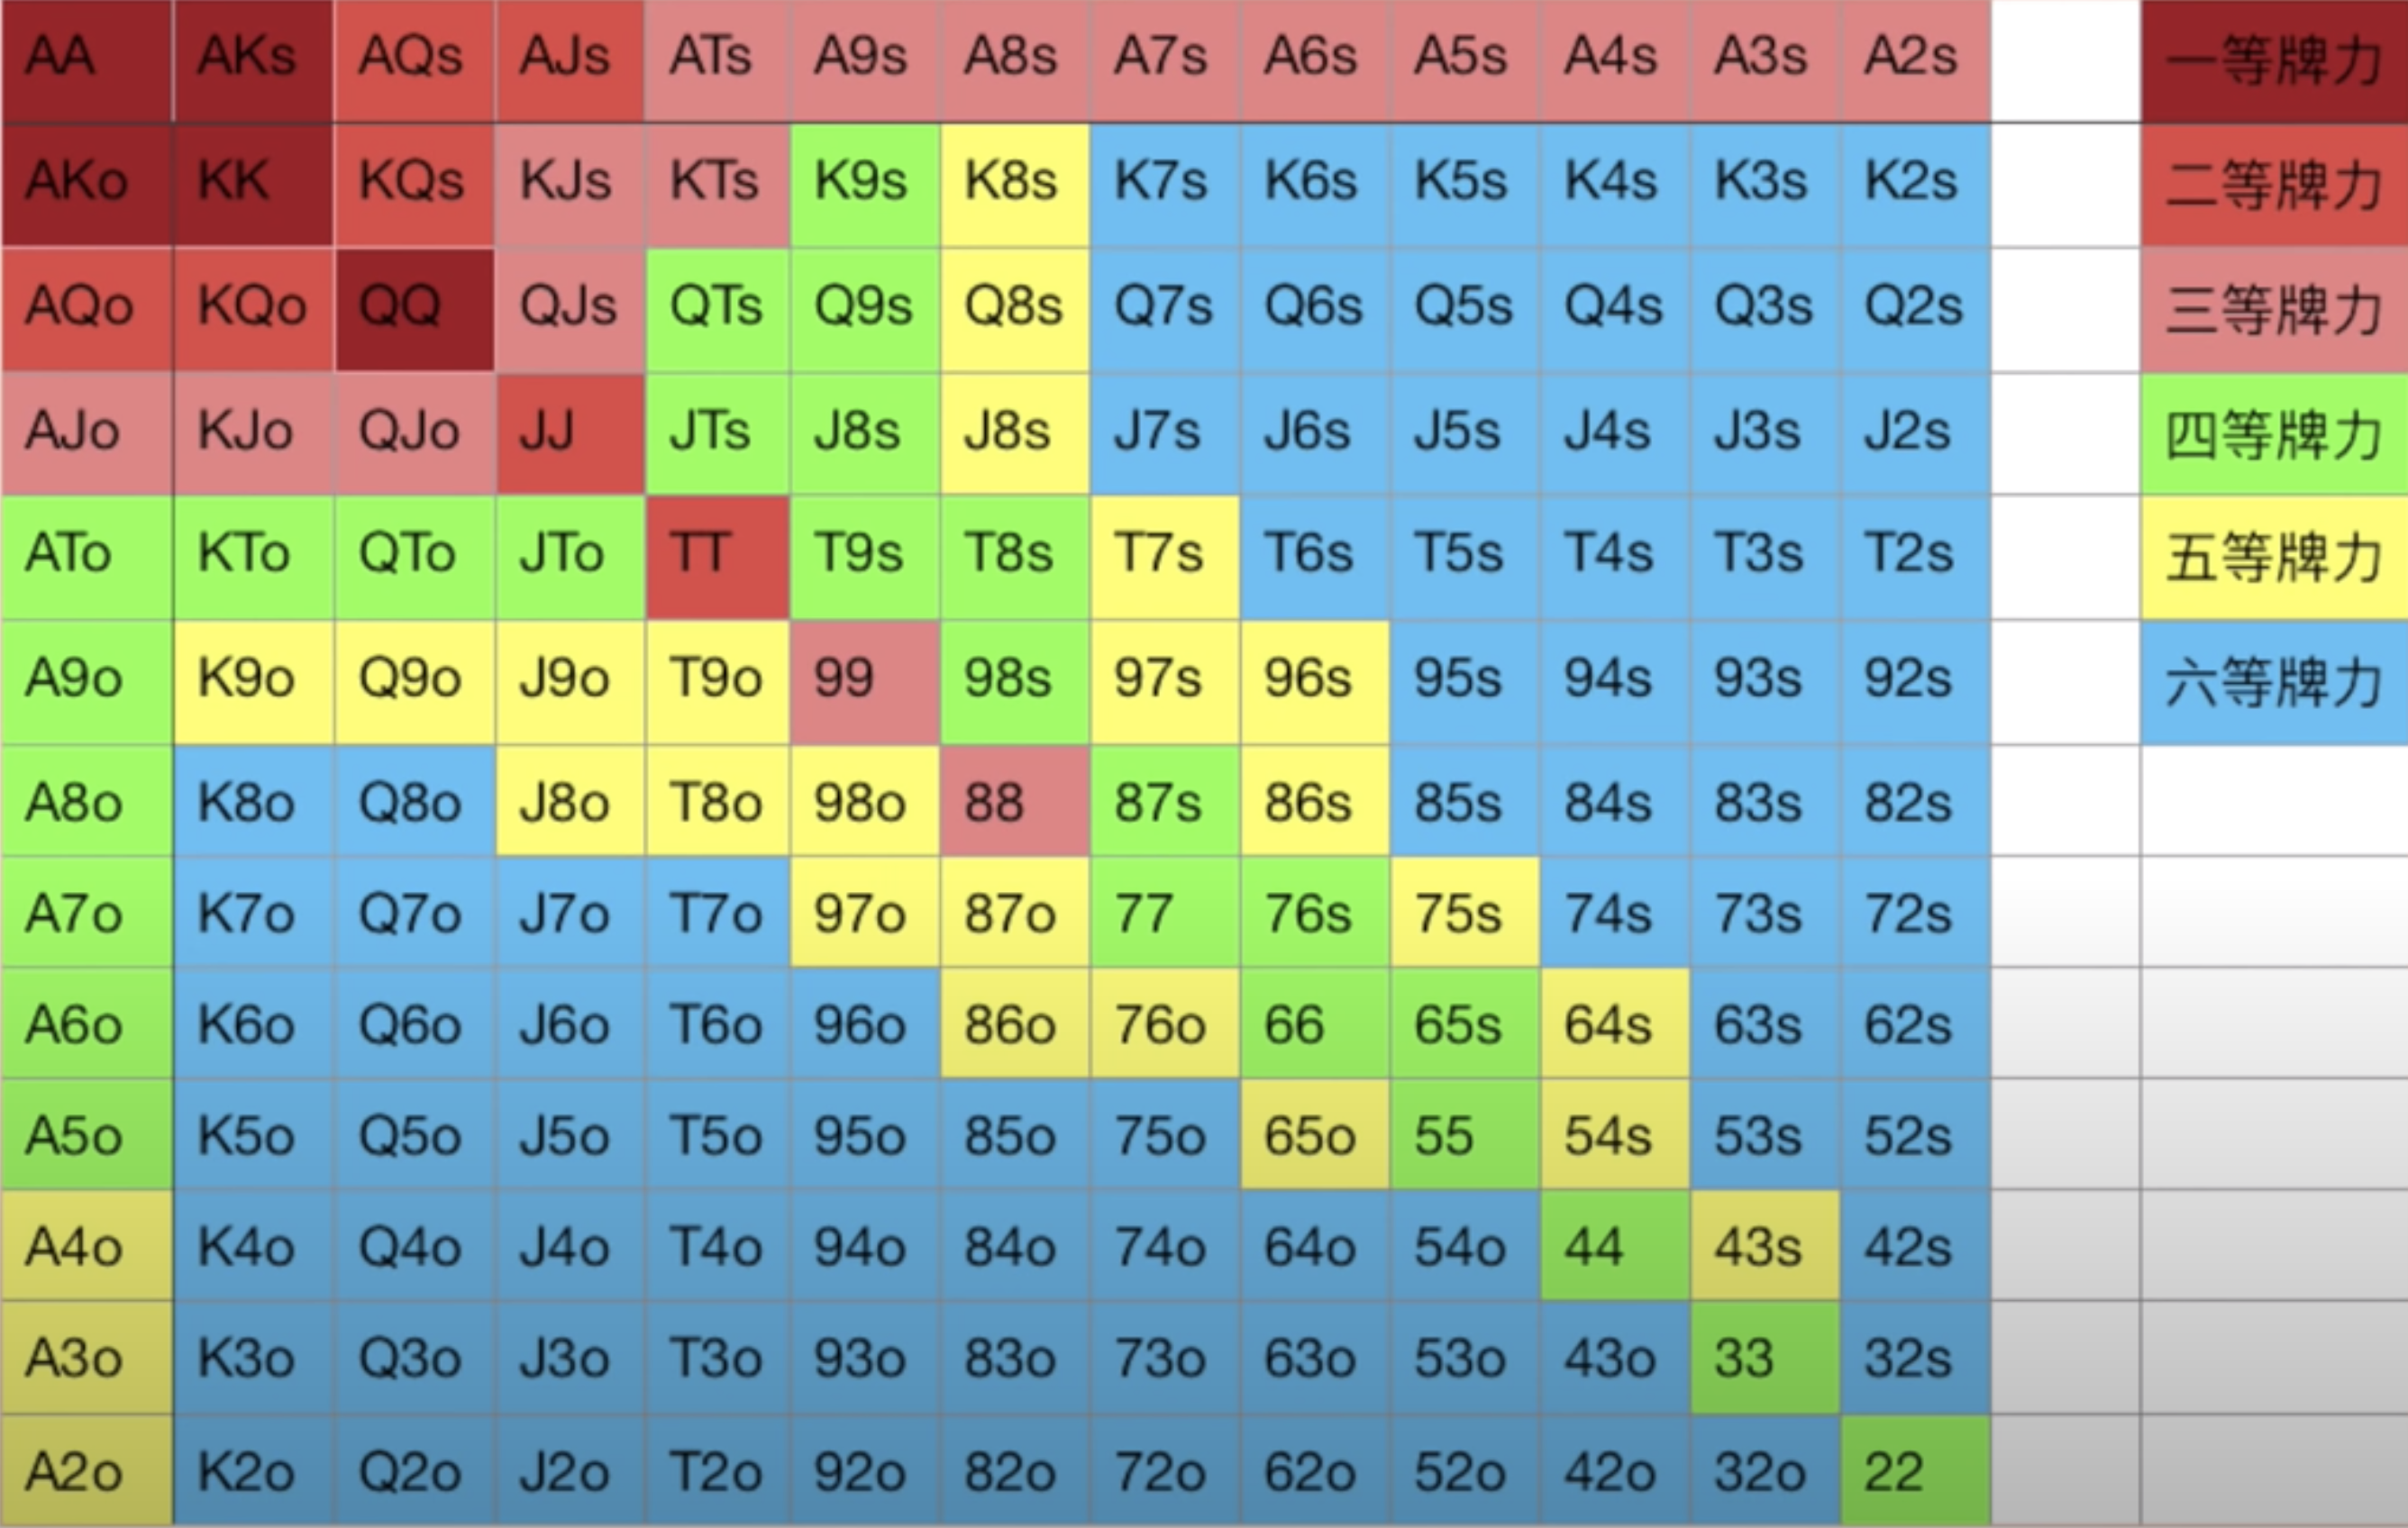 AA AKs AQs AJs ATs A9s A8s A7s A6s A5s A4s A3s A2s 一等牌力
AKo KK KQs KJs KTs K9s K8s K7s K6s K5s K4s K3s K2s 二等牌力
AQo KQo QQ QJs QTs Q9s Q8s Q7s Q6s Q5s Q4s Q3s Q2s 三等牌力
AJo KJo QJo JJ JTs J8s J8s J7s J6s J5s J4s J3s J2s 四等牌力
ATo KTo QTo JTo TT T9s T8s T7s T6s T5s T4s T3s T2s 五等牌力
A9o K9o Q9o J9o T9o 99 98s 97s 96s 95s 94s 93s 92s 六等牌力
A8o K8o Q8o J8o T8o 98o 88 87s 86s 85s 84s 83s 82s
A7o K7o Q7o J7o T7o 97o 87o 77 76s 75s 74s 73s 72s
A6o K6o Q6o J6o T6o 96o 86o 76o 66 65s 64s 63s 62s
A5o K5o Q5o J5o T5o 95o 85o 75o 65o 55 54s 53s 52s
A4o K4o Q4o J4o T4o 94o 84o 74o 64o 54o 44 43s 42s
A3o K3o Q3o J3o T3o 93o 83o 73o 63o 53o 43o 33 32s
A2o K2o Q2o J2o T2o 92o 82o 72o 62o 52o 42o 32o 22